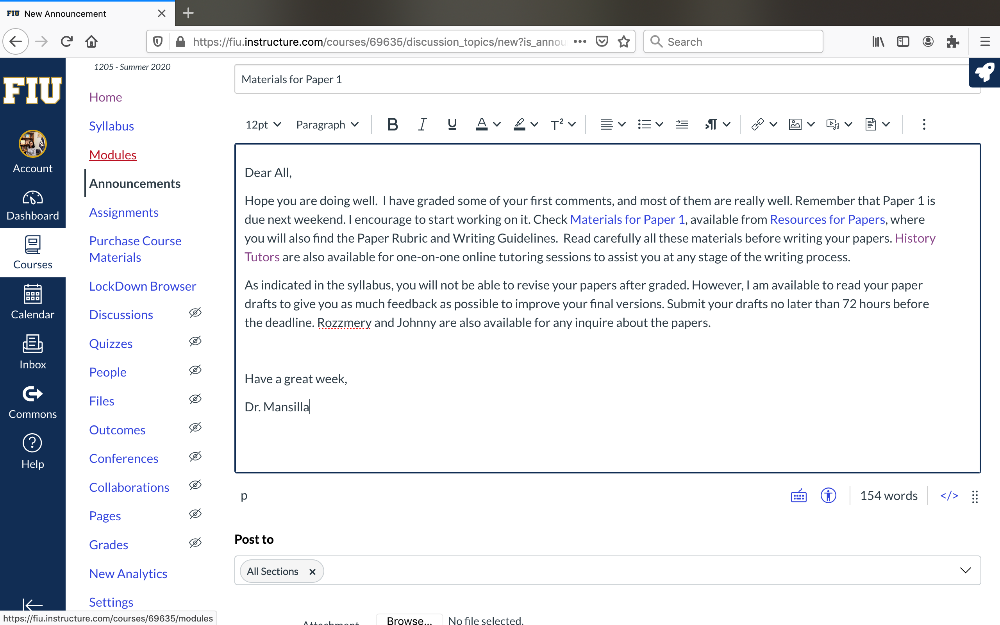 FIU New Announcement
https://fiu.instructure.com/courses/69635/discussion_topics/new?is_annou
Search
FIU
Account
Dashboard
Courses
Calendar
Inbox
Commons
Help
1205 - Summer 2020
Home
Syllabus
Modules
Announcements
Assignments
Purchase Course
Materials
LockDown Browser
Discussions
Quizzes
People
Files
Outcomes
Conferences
Collaborations
Pages
Grades
New Analytics
Settings
Materials for Paper 1
12pt Paragraph B I U A T²
Dear All,
Hope you are doing well.  I have graded some of your first comments, and most of them are really well. Remember that Paper 1 is
due next weekend. I encourage to start working on it. Check Materials for Paper 1, available from Resources for Papers, where
you will also find the Paper Rubric and Writing Guidelines.  Read carefully all these materials before writing your papers. History
Tutors are also available for one-on-one online tutoring sessions to assist you at any stage of the writing process.
As indicated in the syllabus, you will not be able to revise your papers after graded. However, I am available to read your paper
drafts to give you as much feedback as possible to improve your final versions. Submit your drafts no later than 72 hours before
the deadline. Rozzmery and Johnny are also available for any inquire about the papers.
Have a great week,
Dr. Mansilla
p
154 words </>
Post to
All Sections
Attachment Browse... No file selected.
https://fiu.instructure.com/courses/69635/modules